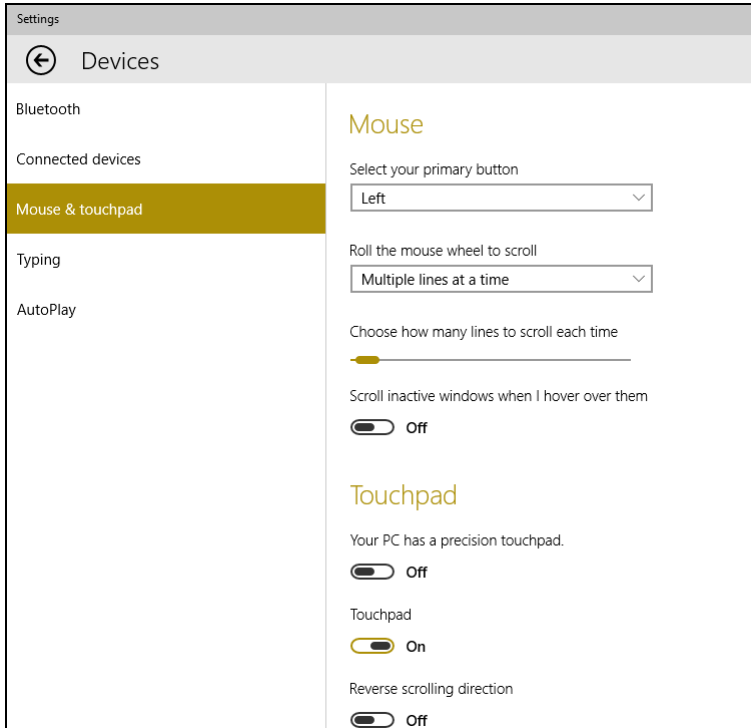 Settings
Devices
Bluetooth
Connected devices
Mouse & touchpad
Typing
AutoPlay
Mouse
Select your primary button
Left
Roll the mouse wheel to scroll
Multiple lines at a time
Choose how many lines to scroll each time
Scroll inactive windows when I hover over them
Off
Touchpad
Your PC has a precision touchpad.
Off
Touchpad
On
Reverse scrolling direction
Off